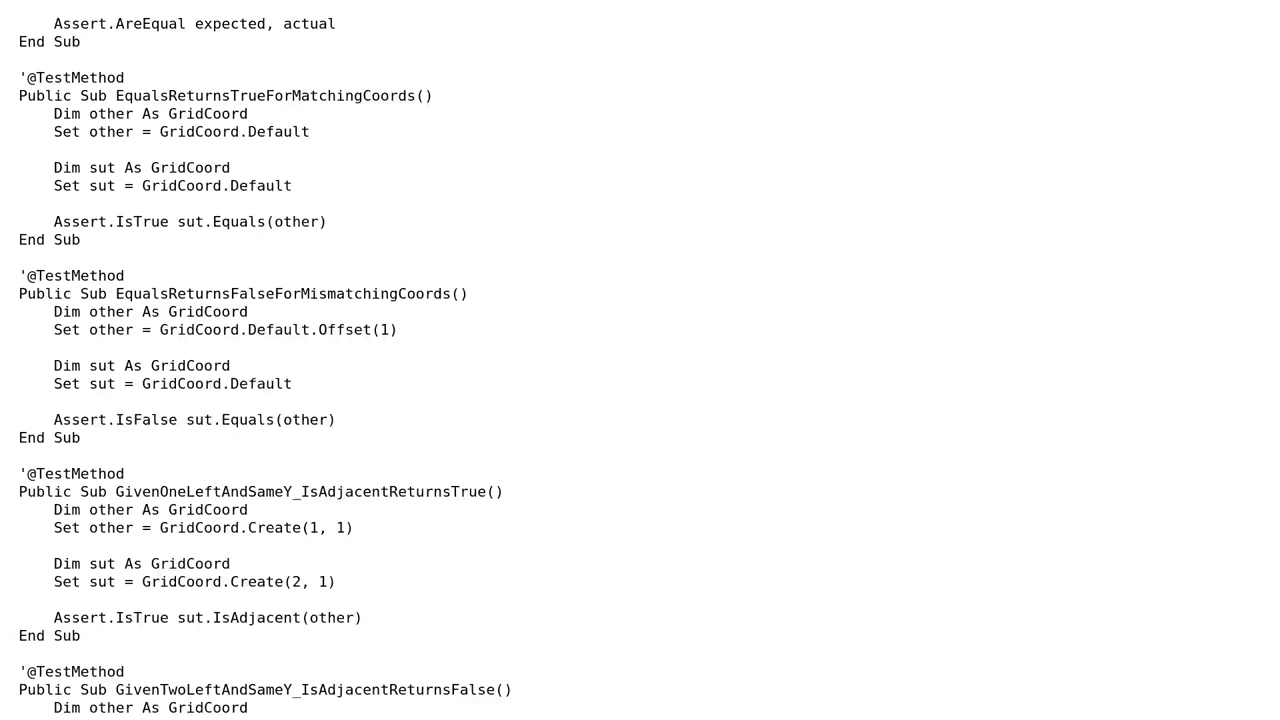 Assert.AreEqual expected, actual
End Sub

'@TestMethod
Public Sub EqualsReturnsTrueForMatchingCoords()
    Dim other As GridCoord
    Set other = GridCoord.Default

    Dim sut As GridCoord
    Set sut = GridCoord.Default

    Assert.IsTrue sut.Equals(other)
End Sub

'@TestMethod
Public Sub EqualsReturnsFalseForMismatchingCoords()
    Dim other As GridCoord
    Set other = GridCoord.Default.Offset(1)

    Dim sut As GridCoord
    Set sut = GridCoord.Default

    Assert.IsFalse sut.Equals(other)
End Sub

'@TestMethod
Public Sub GivenOneLeftAndSameY_IsAdjacentReturnsTrue()
    Dim other As GridCoord
    Set other = GridCoord.Create(1, 1)

    Dim sut As GridCoord
    Set sut = GridCoord.Create(2, 1)

    Assert.IsTrue sut.IsAdjacent(other)
End Sub

'@TestMethod
Public Sub GivenTwoLeftAndSameY_IsAdjacentReturnsFalse()
    Dim other As GridCoord